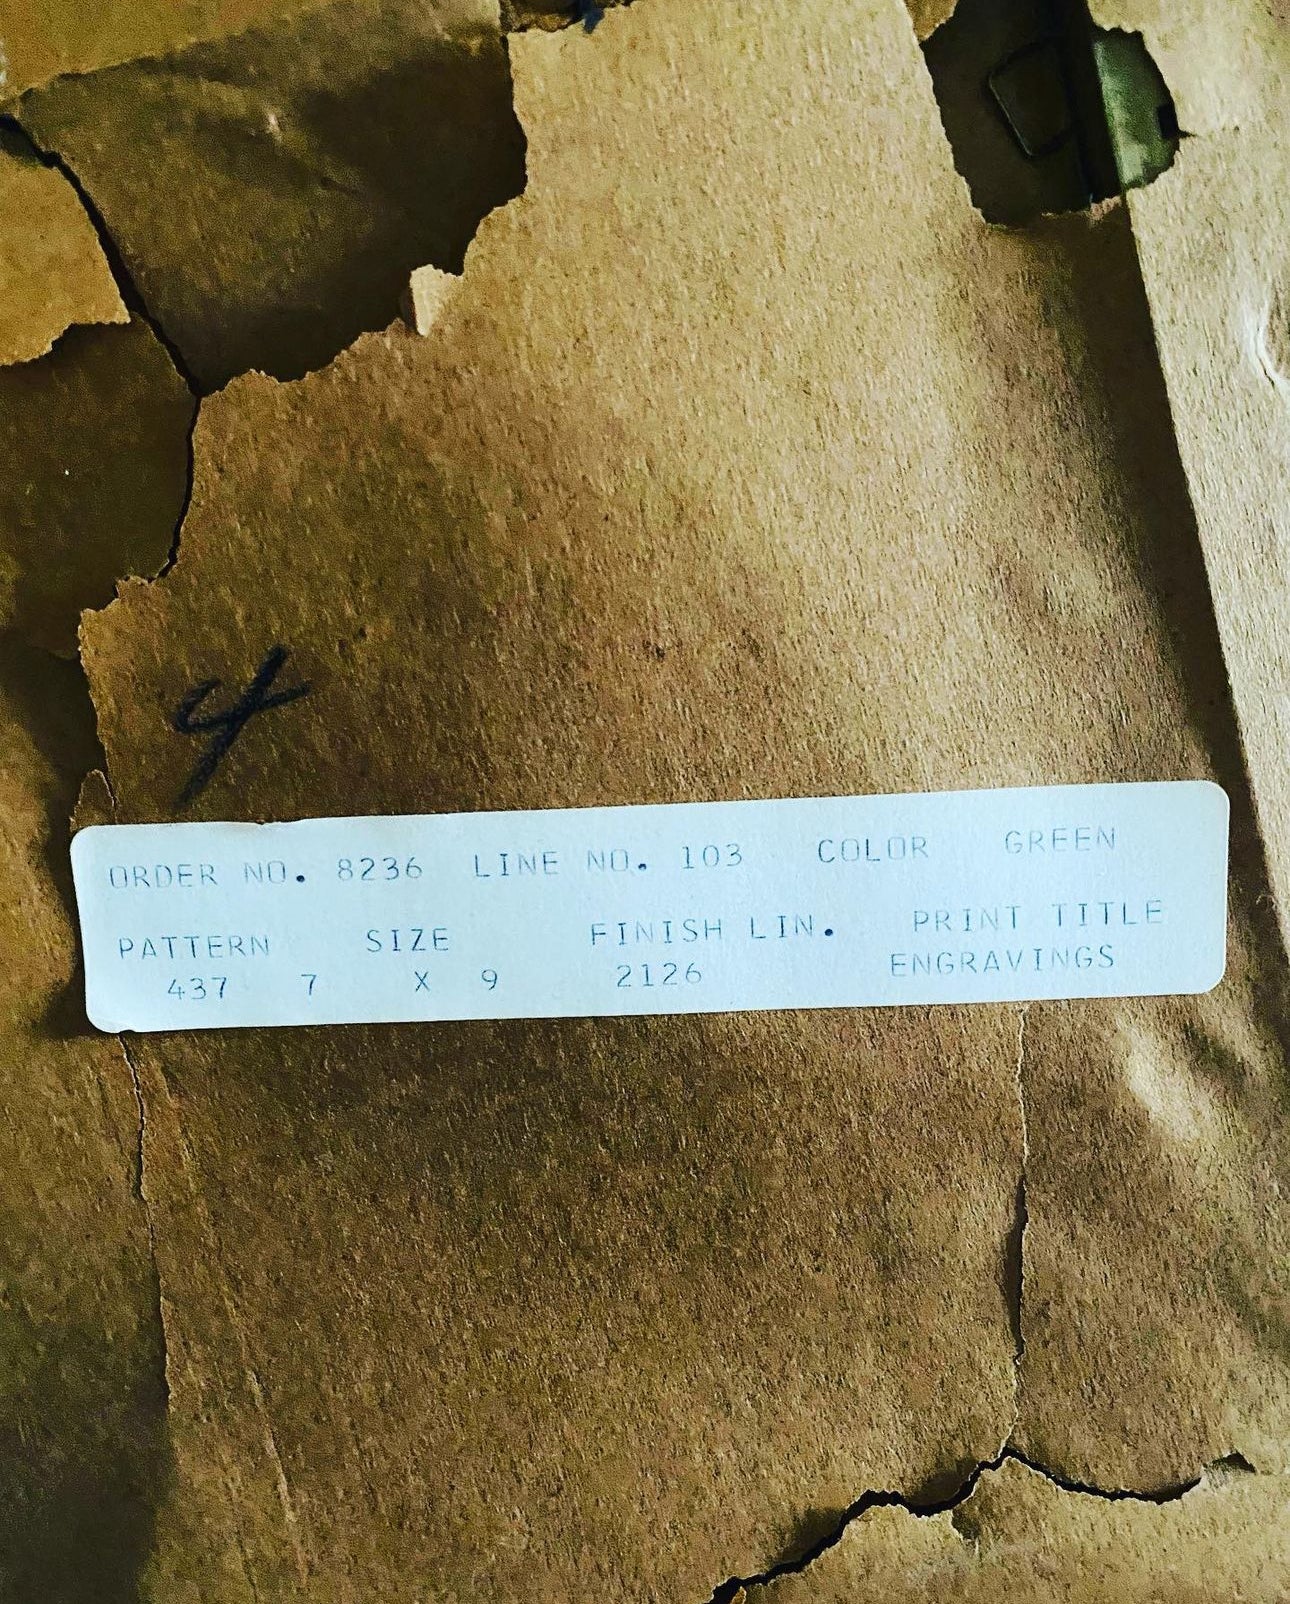 4
ORDER NO. 8236 LINE NO. 103 COLOR GREEN
PATTERN SIZE FINISH LIN. PRINT TITLE
437 7 X 9 2126 ENGRAVINGS